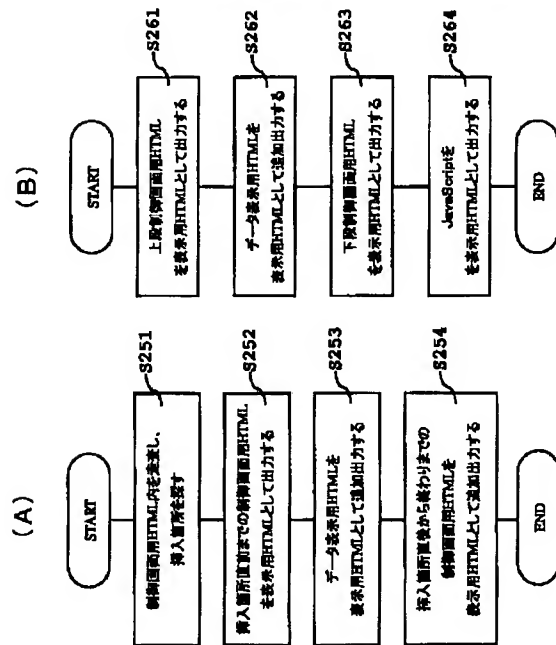 (A)
START
S251
制御画面用HTML内を走査し、
挿入箇所を探す
S252
挿入箇所直前までの制御画面用HTML
を表示用HTMLとして出力する
S253
データ表示用HTMLを
表示用HTMLとして追加出力する
S254
挿入箇所直後から終わりまでの
制御画面用HTMLを
表示用HTMLとして追加出力する
END
(B)
START
S261
上段制御画面用HTML
を表示用HTMLとして出力する
S262
データ表示用HTMLを
表示用HTMLとして追加出力する
S263
下段制御画面用HTML
を表示用HTMLとして出力する
S264
JavaScriptを
を表示用HTMLとして出力する
END